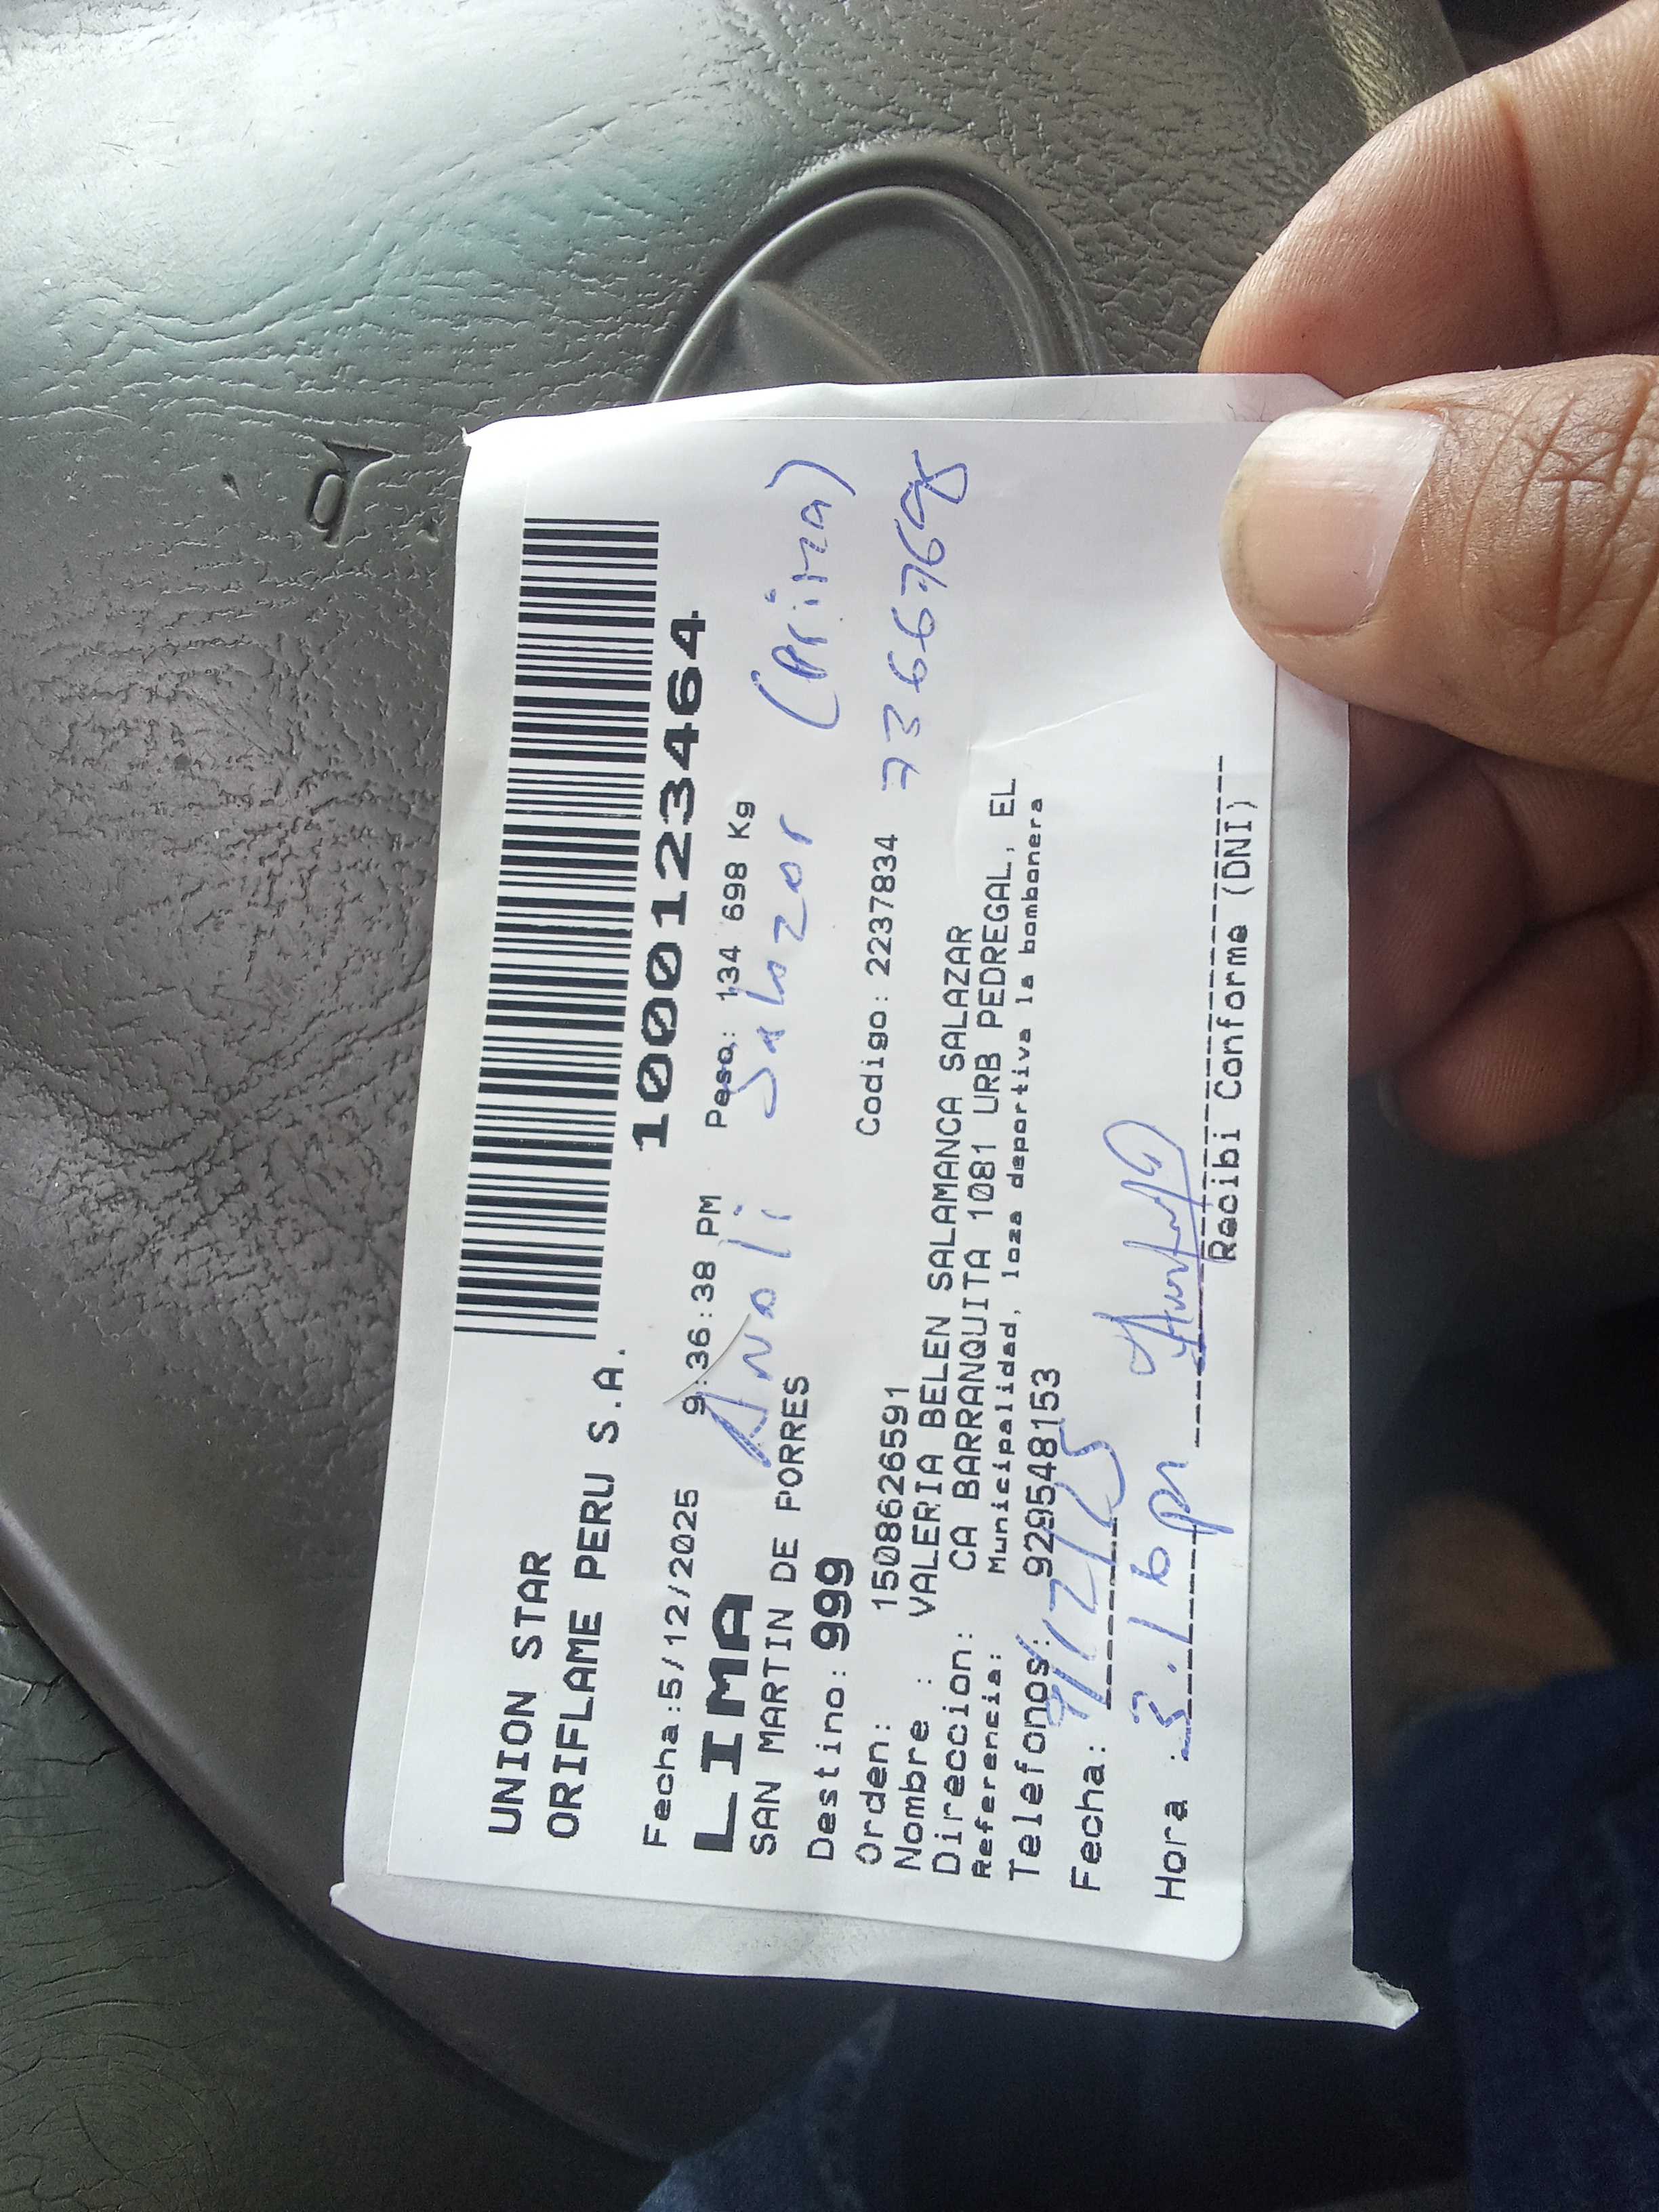 UNION STAR
ORIFLAME PERU S.A.
1000123464
Fecha:5/12/2025 9:36:38 PM Peso: 134 698 Kg
LIMA
Anali Salazar (Prima)
SAN MARTIN DE PORRES
Destino: 999
73667698
Orden: 1508626591 Codigo: 2237834
Nombre : VALERIA BELEN SALAMANCA SALAZAR
Direccion: CA BARRANQUITA 1081 URB PEDREGAL, EL
Referencia: Municipalidad, loza deportiva la bombonera
Telefonos: 929548153
Fecha:
Hora :
Recibi Conforme (DNI)